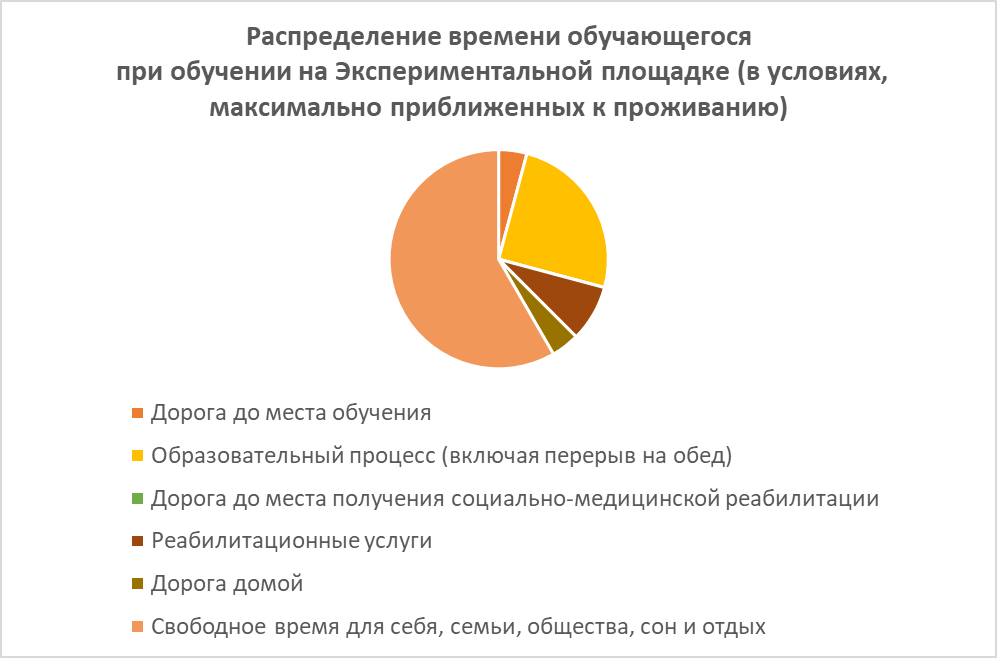 Распределение времени обучающегося
при обучении на Экспериментальной площадке (в условиях,
максимально приближенных к проживанию)
Дорога до места обучения
Образовательный процесс (включая перерыв на обед)
Дорога до места получения социально-медицинской реабилитации
Реабилитационные услуги
Дорога домой
Свободное время для себя, семьи, общества, сон и отдых